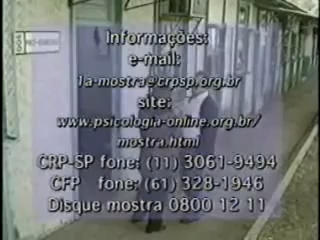 Informações:
e-mail:
1a-mostra@crpsp.org.br
site:
www.psicologia-online.org.br/
mostra.html
CRP-SP fone: (11) 3061-9494
CFP fone: (61) 328-1946
Disque mostra 0800 12 11